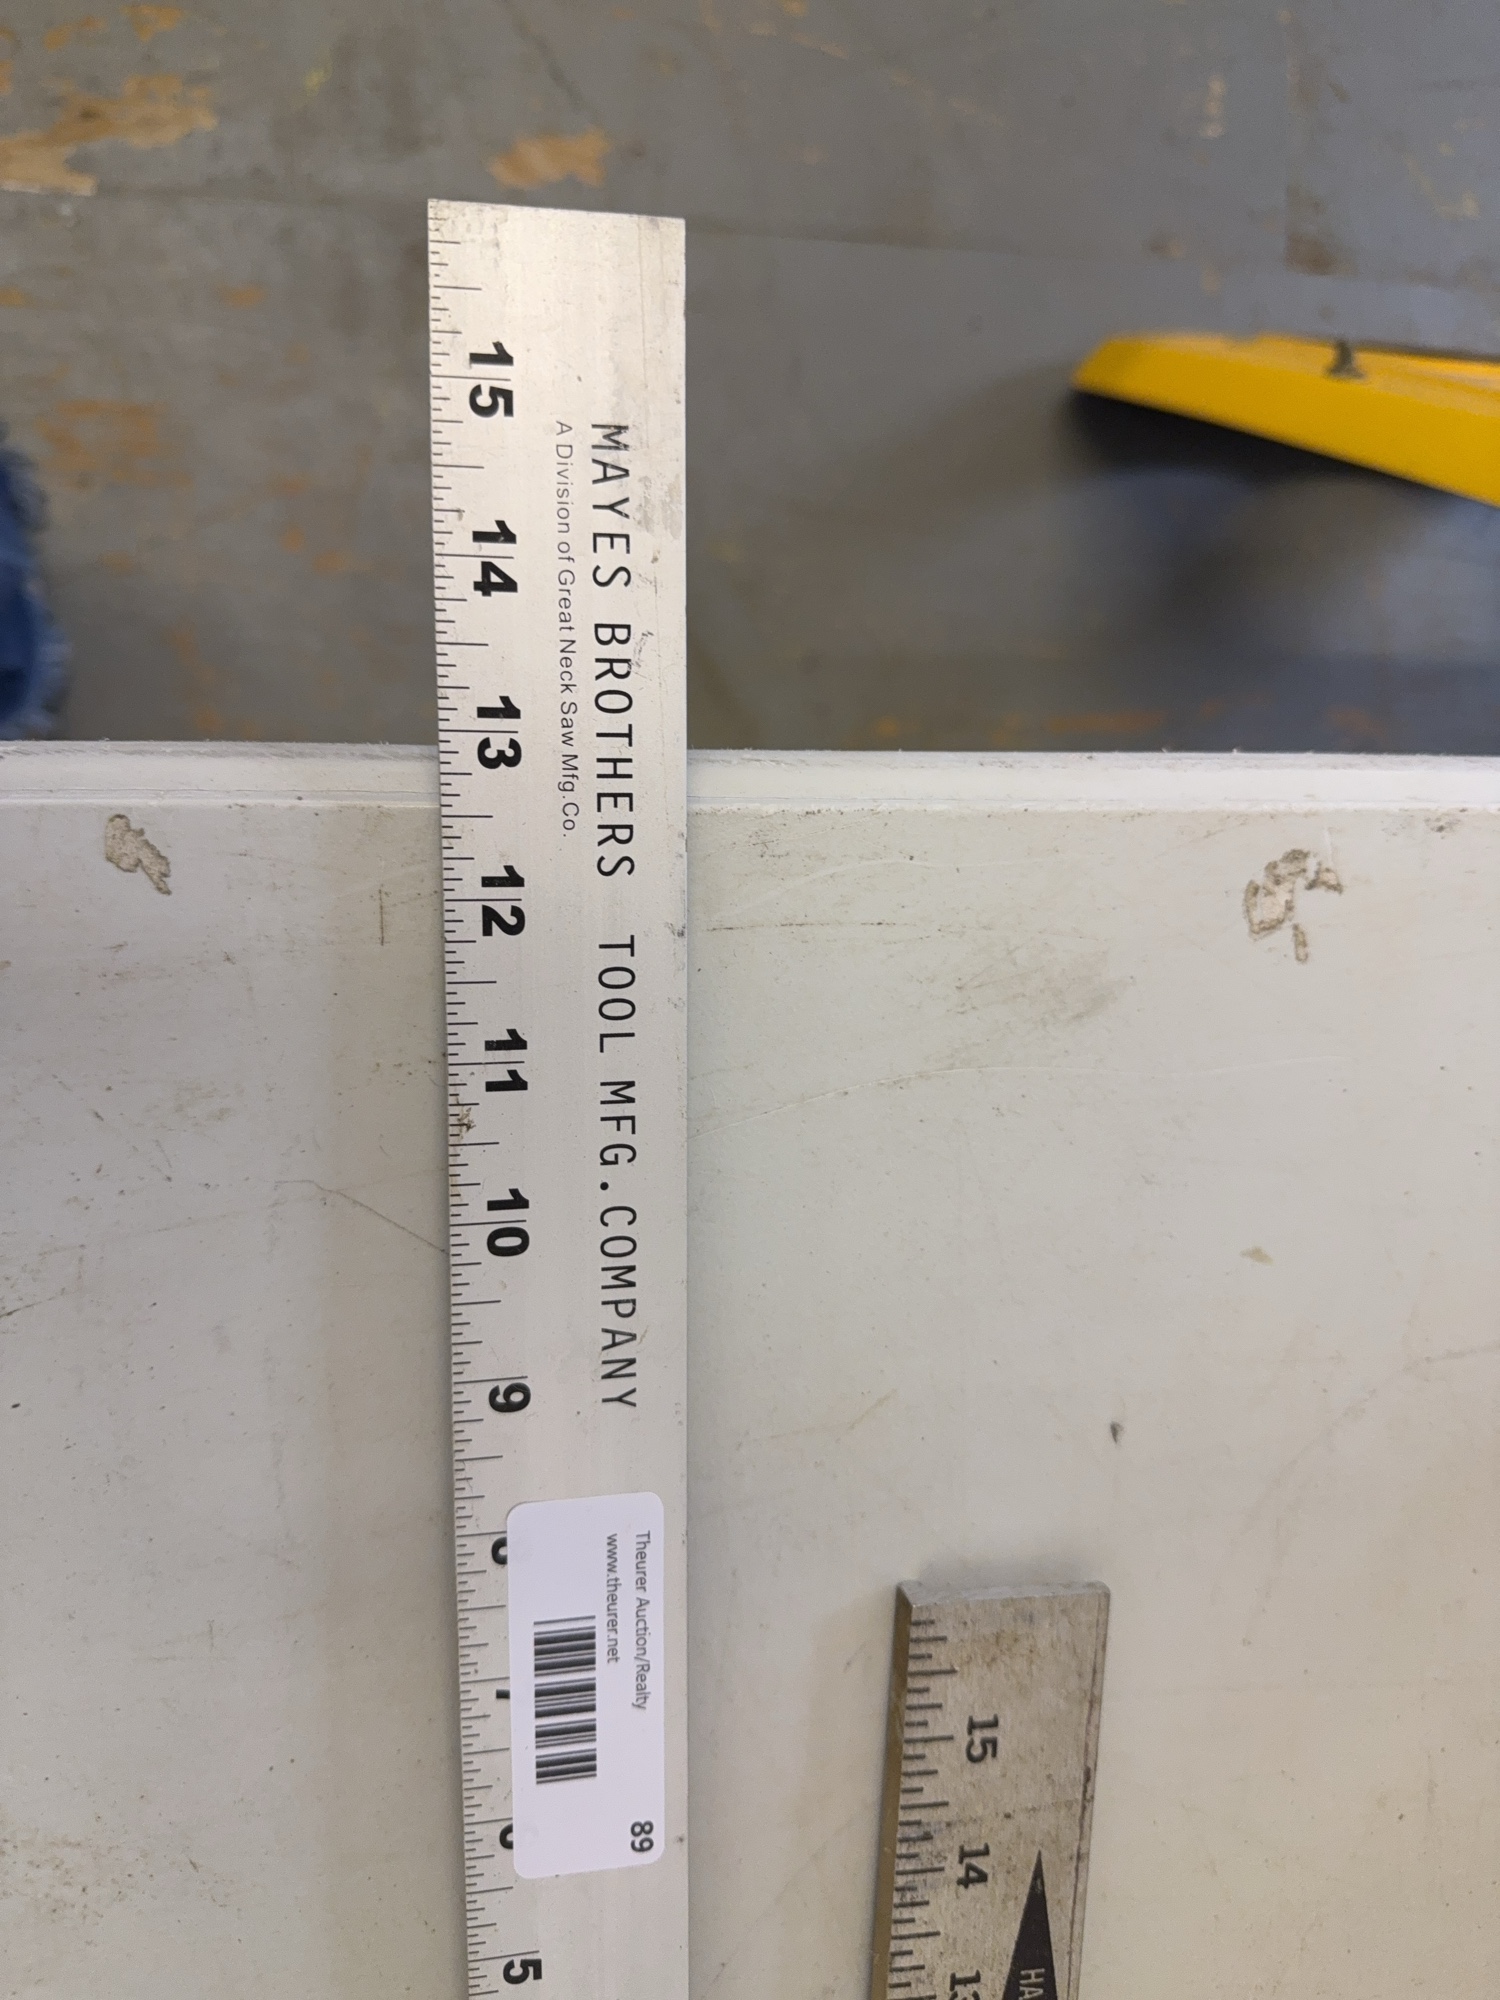 MAYES BROTHERS TOOL MFG.COMPANY
A Division of Great Neck Saw Mfg.Co.
15
14
13
12
11
10
9
5
Theurer Auction/Realty
www.theurer.net
89
15
14
HA